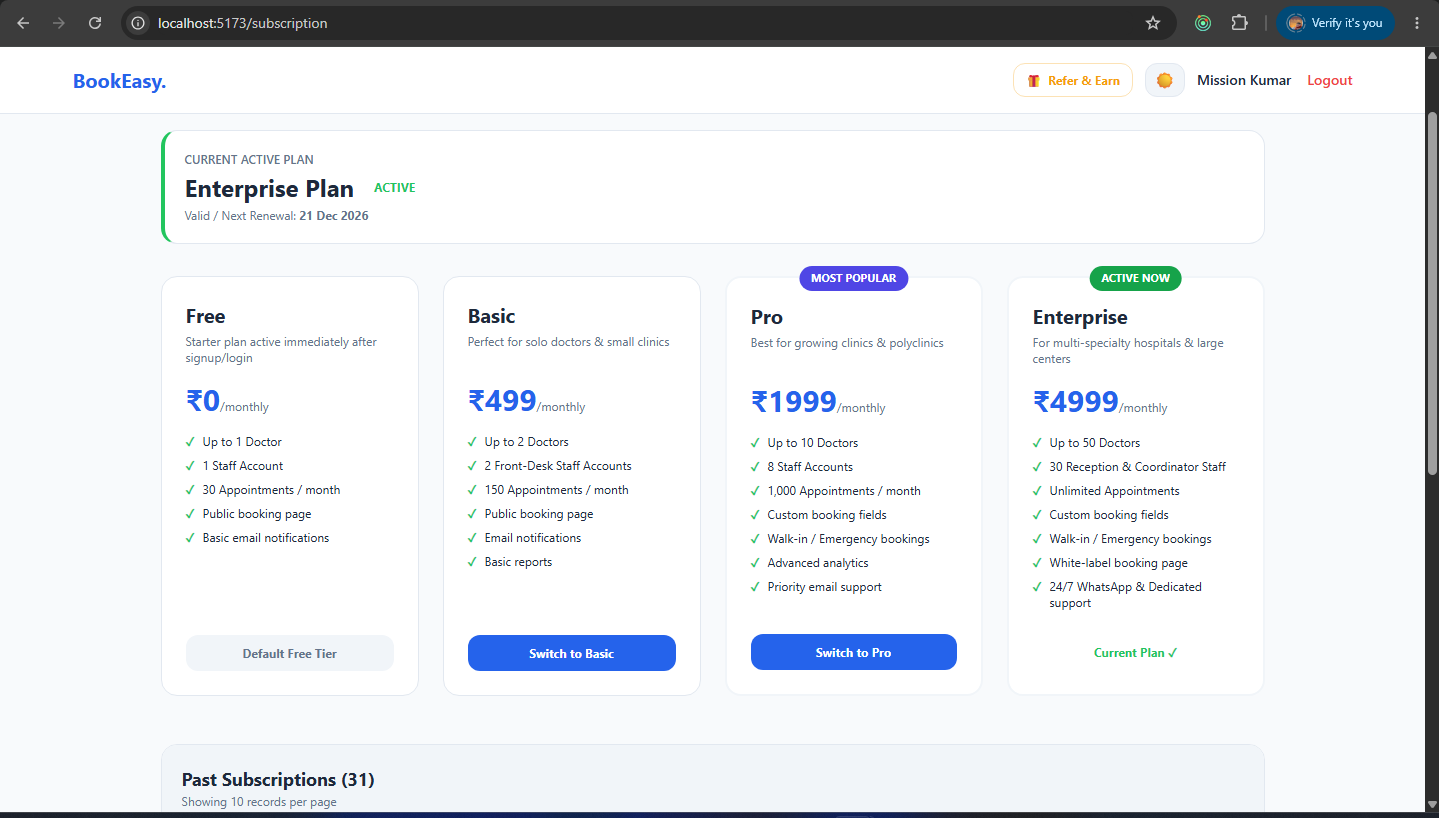 localhost:5173/subscription
Verify it's you
BookEasy.
Refer & Earn
Mission Kumar
Logout
CURRENT ACTIVE PLAN
Enterprise Plan ACTIVE
Valid / Next Renewal: 21 Dec 2026
Free
Starter plan active immediately after
signup/login
₹0/monthly
✓ Up to 1 Doctor
✓ 1 Staff Account
✓ 30 Appointments / month
✓ Public booking page
✓ Basic email notifications
Default Free Tier
Basic
Perfect for solo doctors & small clinics
₹499/monthly
✓ Up to 2 Doctors
✓ 2 Front-Desk Staff Accounts
✓ 150 Appointments / month
✓ Public booking page
✓ Email notifications
✓ Basic reports
Switch to Basic
MOST POPULAR
Pro
Best for growing clinics & polyclinics
₹1999/monthly
✓ Up to 10 Doctors
✓ 8 Staff Accounts
✓ 1,000 Appointments / month
✓ Custom booking fields
✓ Walk-in / Emergency bookings
✓ Advanced analytics
✓ Priority email support
Switch to Pro
ACTIVE NOW
Enterprise
For multi-specialty hospitals & large
centers
₹4999/monthly
✓ Up to 50 Doctors
✓ 30 Reception & Coordinator Staff
✓ Unlimited Appointments
✓ Custom booking fields
✓ Walk-in / Emergency bookings
✓ White-label booking page
✓ 24/7 WhatsApp & Dedicated
support
Current Plan ✓
Past Subscriptions (31)
Showing 10 records per page